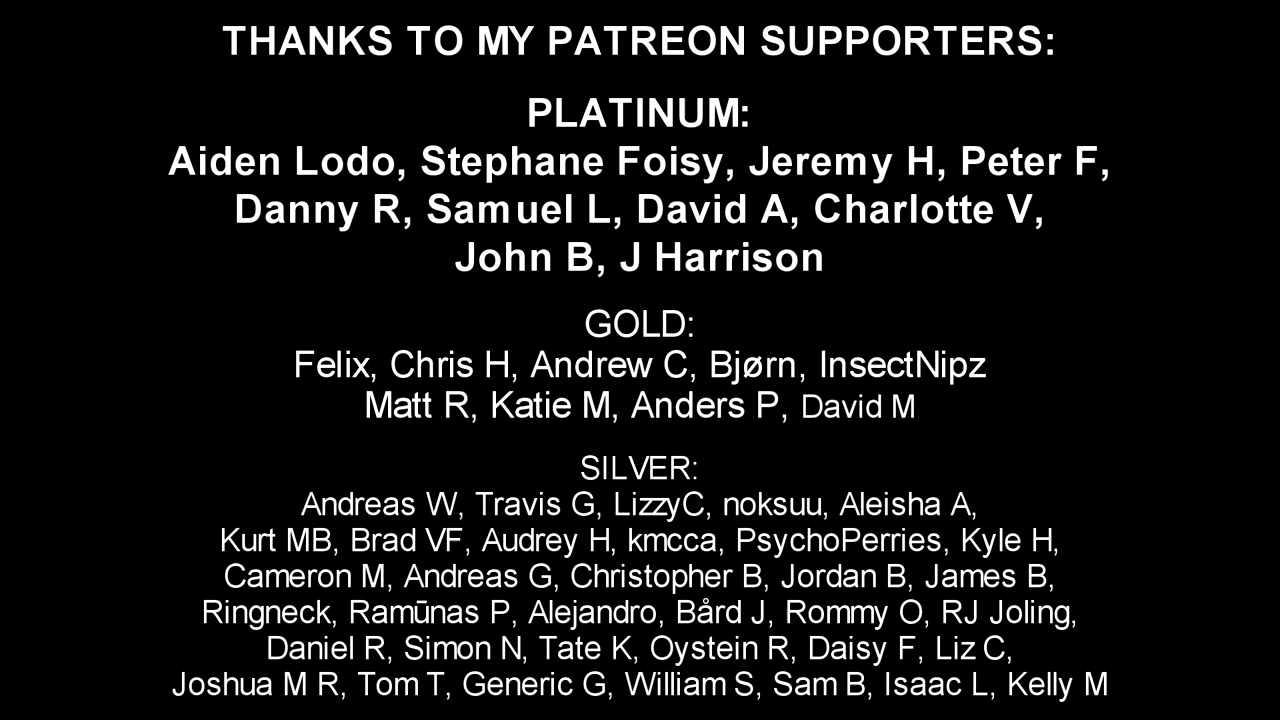 THANKS TO MY PATREON SUPPORTERS:
PLATINUM:
Aiden Lodo, Stephane Foisy, Jeremy H, Peter F,
Danny R, Samuel L, David A, Charlotte V,
John B, J Harrison
GOLD:
Felix, Chris H, Andrew C, Bjørn, InsectNipz
Matt R, Katie M, Anders P, David M
SILVER:
Andreas W, Travis G, LizzyC, noksuu, Aleisha A,
Kurt MB, Brad VF, Audrey H, kmcca, PsychoPerries, Kyle H,
Cameron M, Andreas G, Christopher B, Jordan B, James B,
Ringneck, Ramūnas P, Alejandro, Bård J, Rommy O, RJ Joling,
Daniel R, Simon N, Tate K, Oystein R, Daisy F, Liz C,
Joshua M R, Tom T, Generic G, William S, Sam B, Isaac L, Kelly M